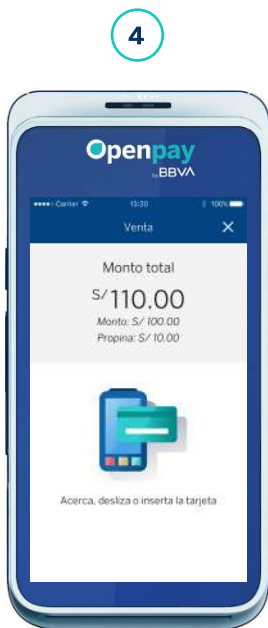 4
Openpay
by BBVA
Carrier 13:20 100%
Venta
Monto total
S/110.00
Monto: S/ 100.00
Propina: S/ 10.00
Acerca, desliza o inserta la tarjeta